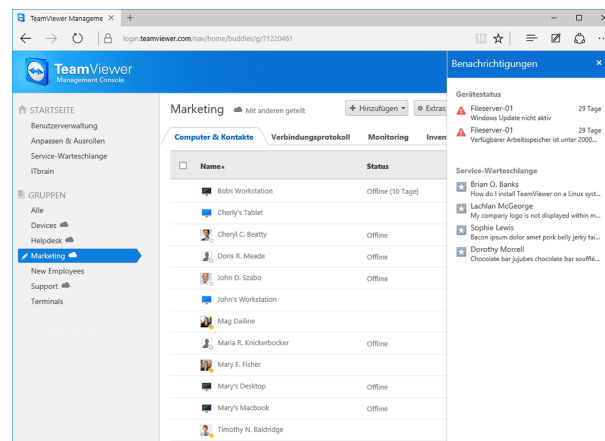 TeamViewer Manageme
login.teamviewer.com/nav/home/buddies/g/71220461
TeamViewer
Management Console
STARTSEITE
Benutzerverwaltung
Anpassen & Ausrollen
Service-Warteschlange
ITbrain
GRUPPEN
Alle
Devices
Helpdesk
Marketing
New Employees
Support
Terminals
Marketing Mit anderen geteilt
+ Hinzufügen Extras
Computer & Kontakte Verbindungsprotokoll Monitoring Inven
Name Status
Bobs Workstation Offline (10 Tage)
Cherly's Tablet
Cheryl C. Beatty Offline
Doris R. Meade Offline
John D. Szabo Offline
John's Workstation
Mag Dailine
Maria R. Knickerbocker Offline
Mary E. Fisher
Mary's Desktop Offline
Mary's Macbook Offline
Timothy N. Baldridge
Benachrichtigungen
Gerätestatus
Fileserver-01 29 Tage
Windows Update nicht aktiv
Fileserver-01 29 Tage
Verfügbarer Arbeitsspeicher ist unter 2000...
Service-Warteschlange
Brian O. Banks
How do I install TeamViewer on a Linux syst...
Lachlan McGeorge
My company logo is not displayed within m...
Sophie Lewis
Bacon ipsum dolor amet pork belly jerky tai...
Dorothy Morrell
Chocolate bar jujubes chocolate bar soufflé...